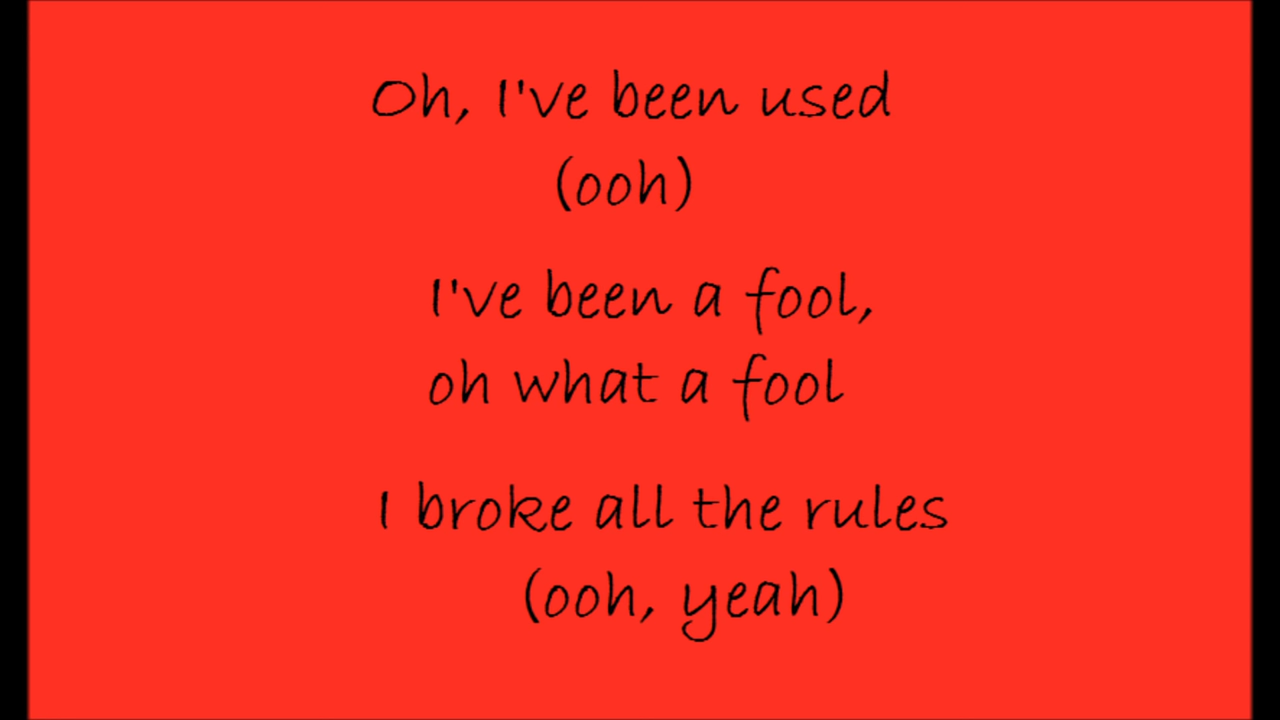 Oh, I've been used
(ooh)
I've been a fool,
oh what a fool
I broke all the rules
(ooh, yeah)